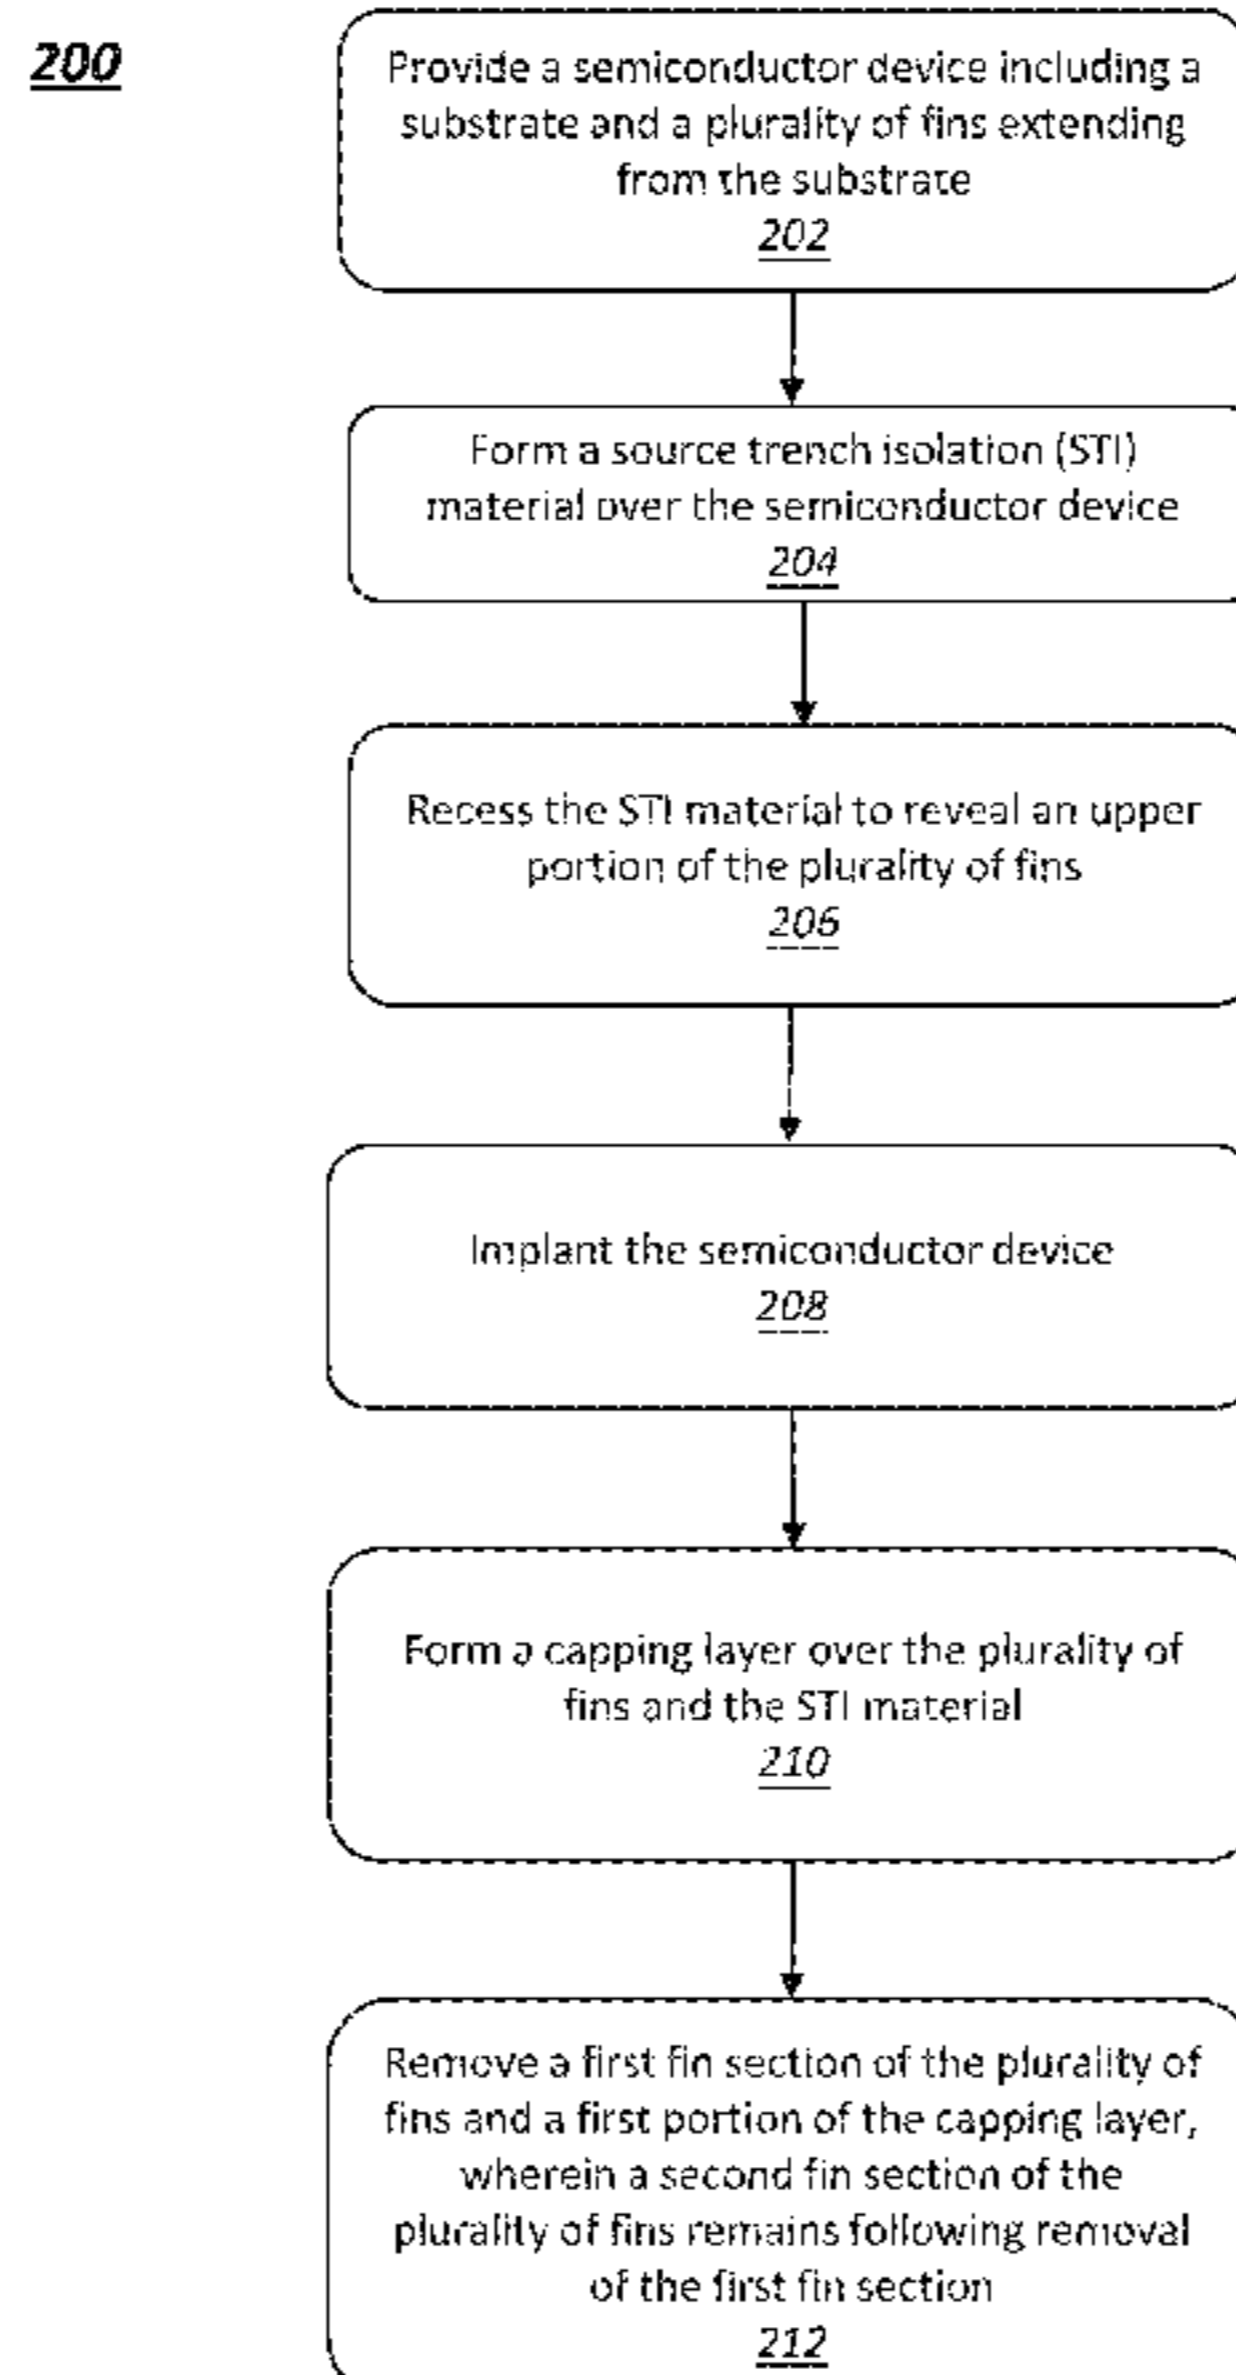 200
Provide a semiconductor device including a
substrate and a plurality of fins extending
from the substrate
202
Form a source trench isolation (STI)
material over the semiconductor device
204
Recess the STI material to reveal an upper
portion of the plurality of fins
206
Implant the semiconductor device
208
Form a capping layer over the plurality of
fins and the STI material
210
Remove a first fin section of the plurality of
fins and a first portion of the capping layer,
wherein a second fin section of the
plurality of fins remains following removal
of the first fin section
212